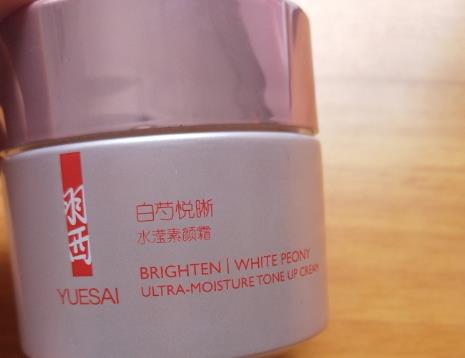 羽西
YUESAI
白芍悦晰
水滢素颜霜
BRIGHTEN | WHITE PEONY
ULTRA-MOISTURE TONE UP CREAM